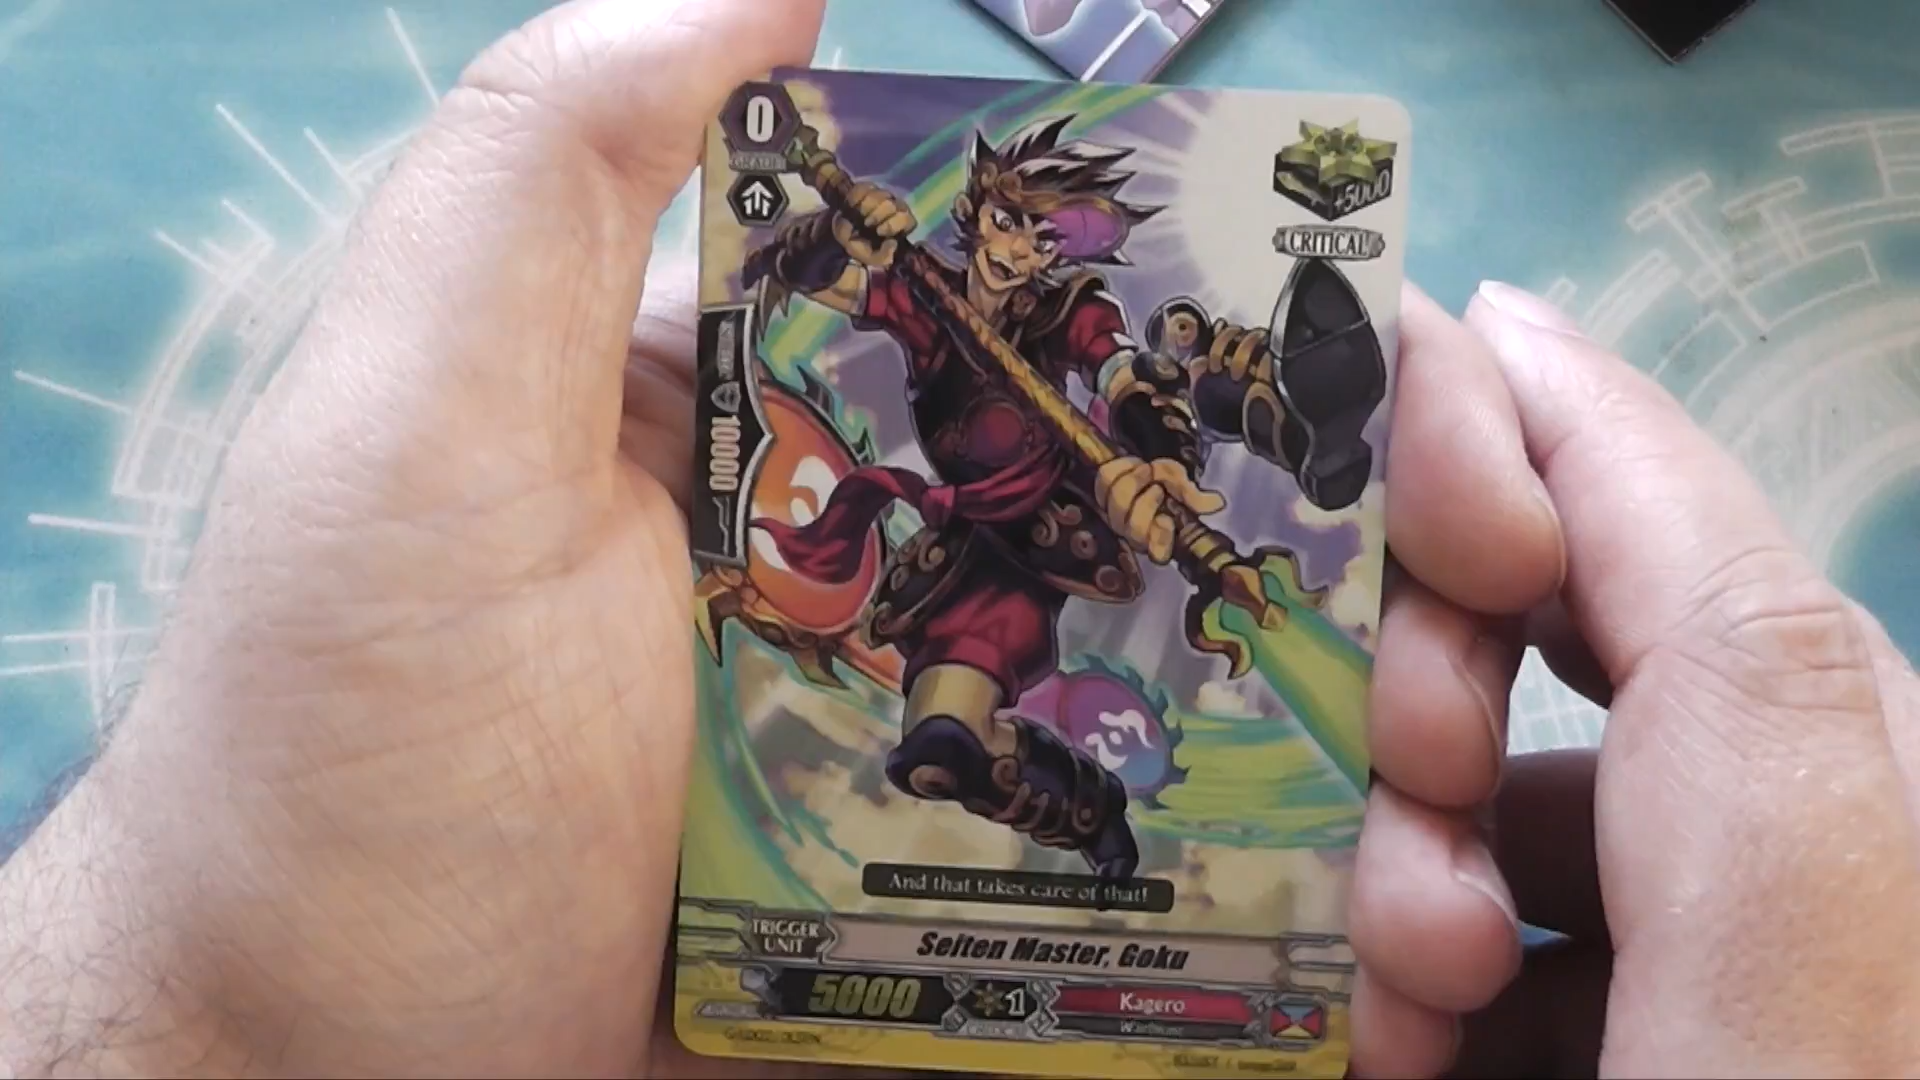 0
GRADE
+5000
CRITICAL
10000
And that takes care of that!
TRIGGER
UNIT
Seiten Master, Goku
5000
1
Kagero